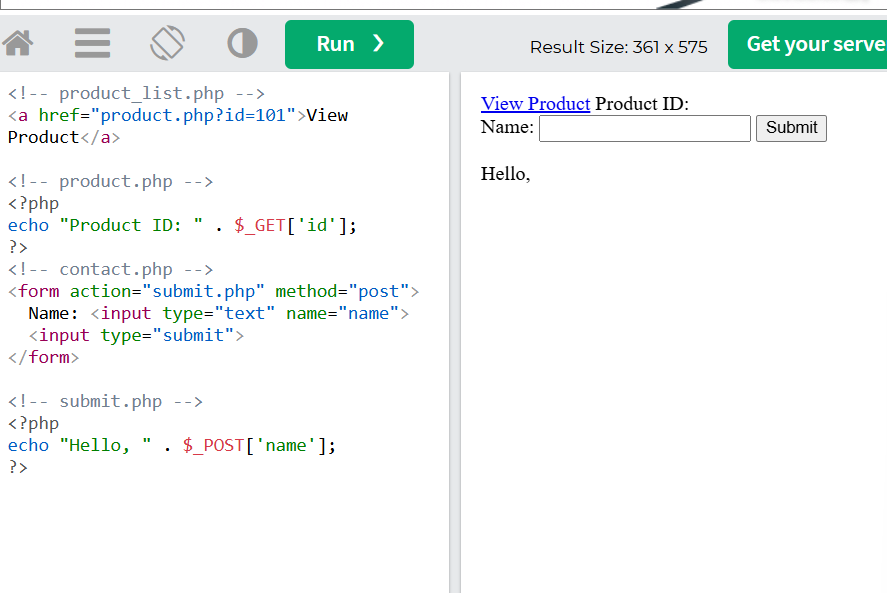 Run ❯
Result Size: 361 x 575
Get your serve
<!-- product_list.php -->
<a href="product.php?id=101">View
Product</a>
<!-- product.php -->
<?php
echo "Product ID: " . $_GET['id'];
?>
<!-- contact.php -->
<form action="submit.php" method="post">
  Name: <input type="text" name="name">
  <input type="submit">
</form>
<!-- submit.php -->
<?php
echo "Hello, " . $_POST['name'];
?>
View Product Product ID:
Name: Submit
Hello,